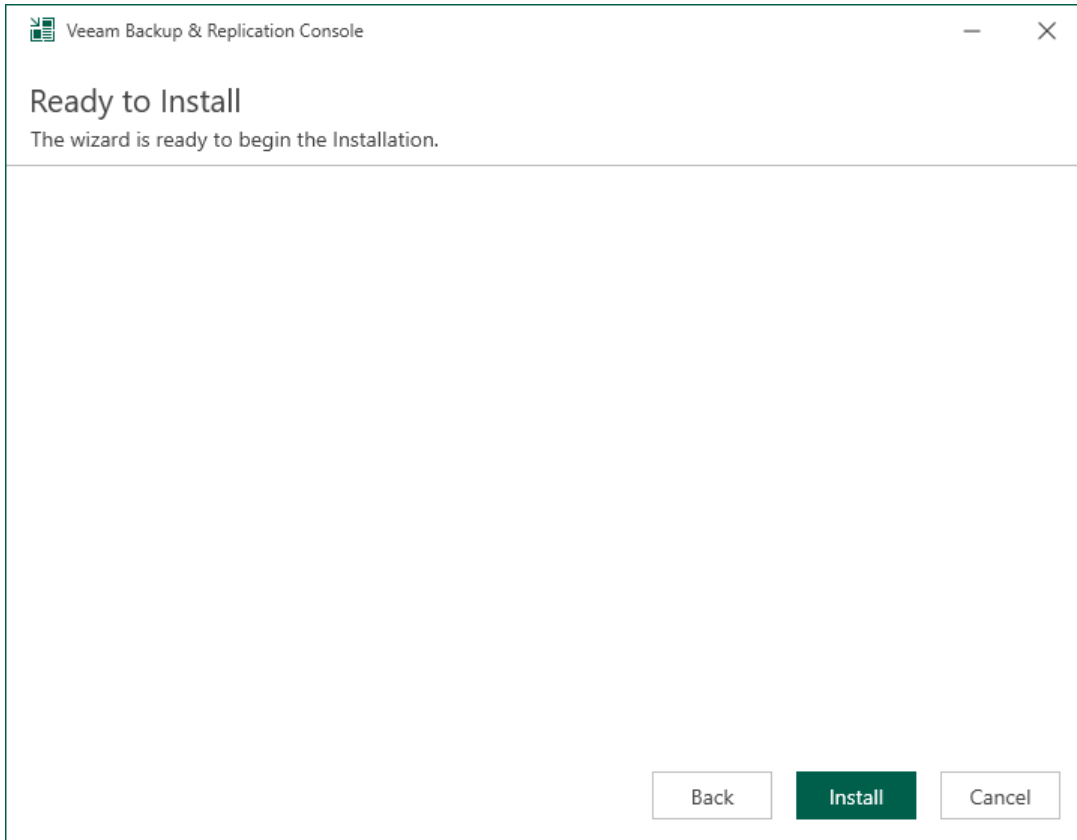 Veeam Backup & Replication Console
Ready to Install
The wizard is ready to begin the Installation.
Back
Install
Cancel